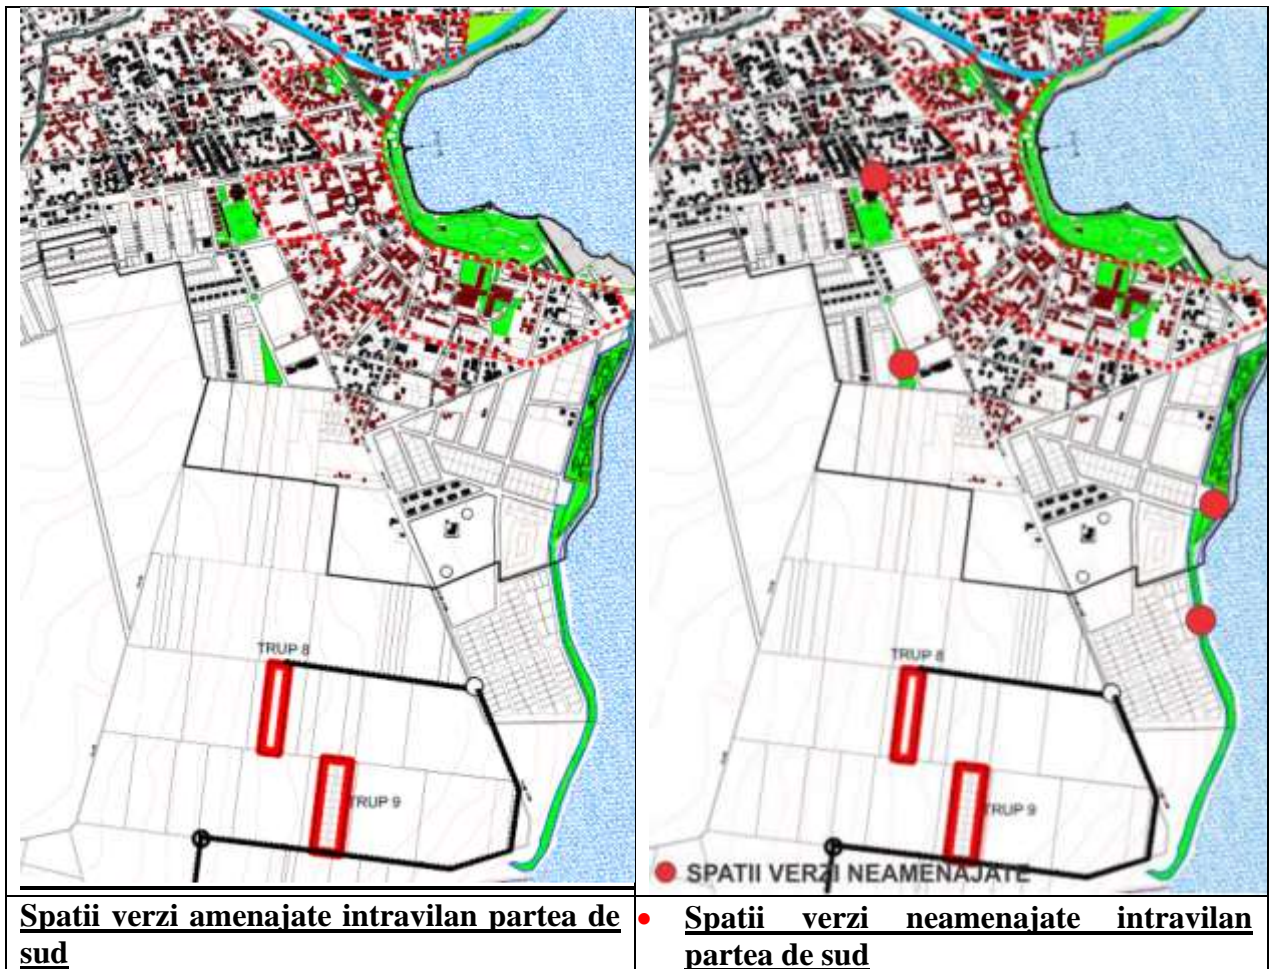 TRUP 8
TRUP 9
TRUP 8
TRUP 9
SPATII VERZI NEAMENAJATE
Spatii verzi amenajate intravilan partea de
sud
• Spatii verzi neamenajate intravilan
partea de sud